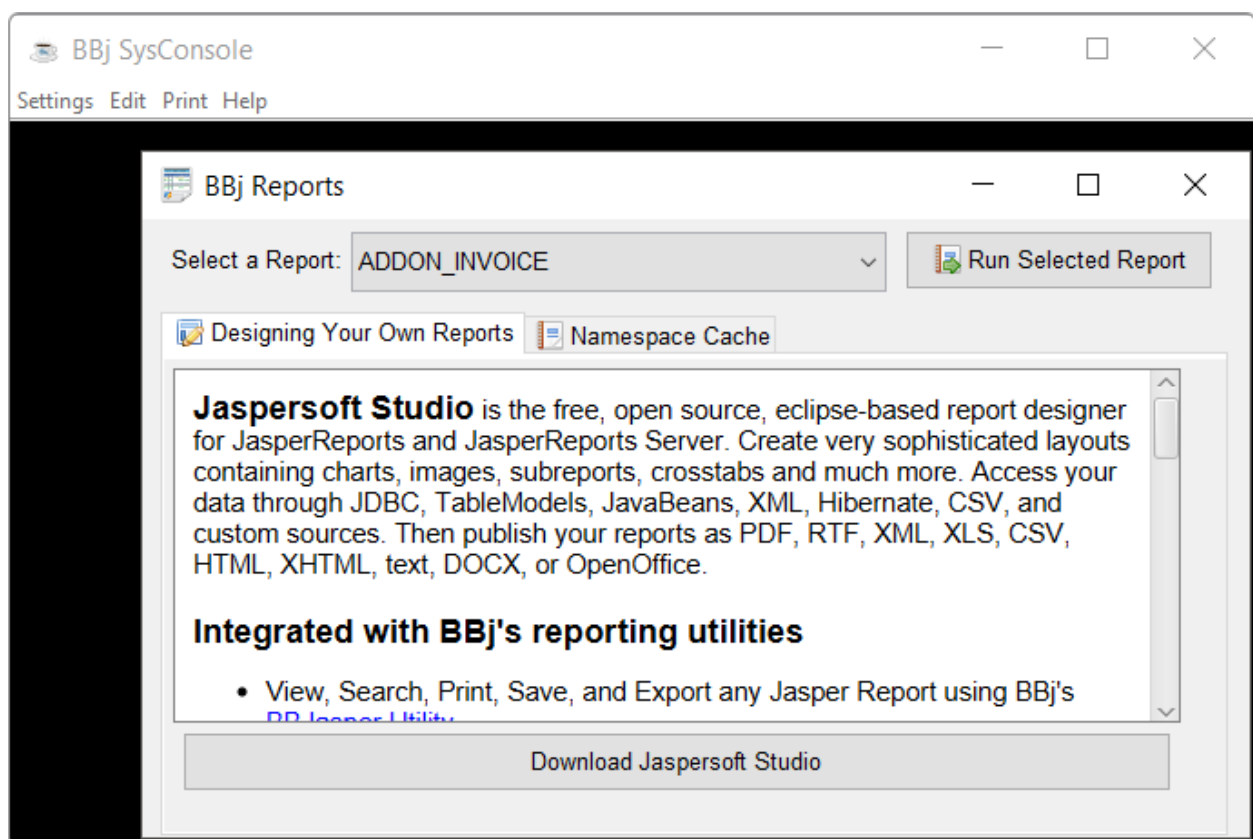 BBj SysConsole
Settings Edit Print Help
BBj Reports
Select a Report: ADDON_INVOICE Run Selected Report
Designing Your Own Reports Namespace Cache
Jaspersoft Studio is the free, open source, eclipse-based report designer
for JasperReports and JasperReports Server. Create very sophisticated layouts
containing charts, images, subreports, crosstabs and much more. Access your
data through JDBC, TableModels, JavaBeans, XML, Hibernate, CSV, and
custom sources. Then publish your reports as PDF, RTF, XML, XLS, CSV,
HTML, XHTML, text, DOCX, or OpenOffice.
Integrated with BBj's reporting utilities
• View, Search, Print, Save, and Export any Jasper Report using BBj's
Download Jaspersoft Studio